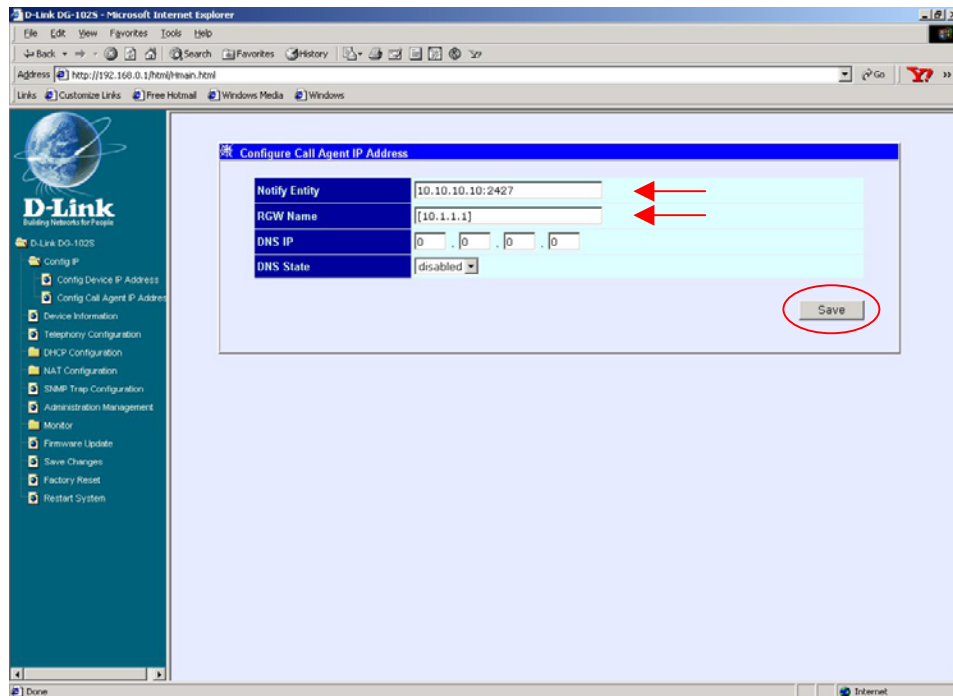 D-Link DG-102S - Microsoft Internet Explorer
File Edit View Favorites Tools Help
Back Search Favorites History
Address http://192.168.0.1/html/Hmain.html Go
Links Customize Links Free Hotmail Windows Media Windows
Configure Call Agent IP Address
Notify Entity 10.10.10.10:2427
RGW Name [10.1.1.1]
DNS IP 0 . 0 . 0 . 0
DNS State disabled
Save
D-Link
Building Networks for People
D-Link DG-102S
Config IP
Config Device IP Address
Config Call Agent IP Addres
Device Information
Telephony Configuration
DHCP Configuration
NAT Configuration
SNMP Trap Configuration
Administration Management
Monitor
Firmware Update
Save Changes
Factory Reset
Restart System
Done Internet